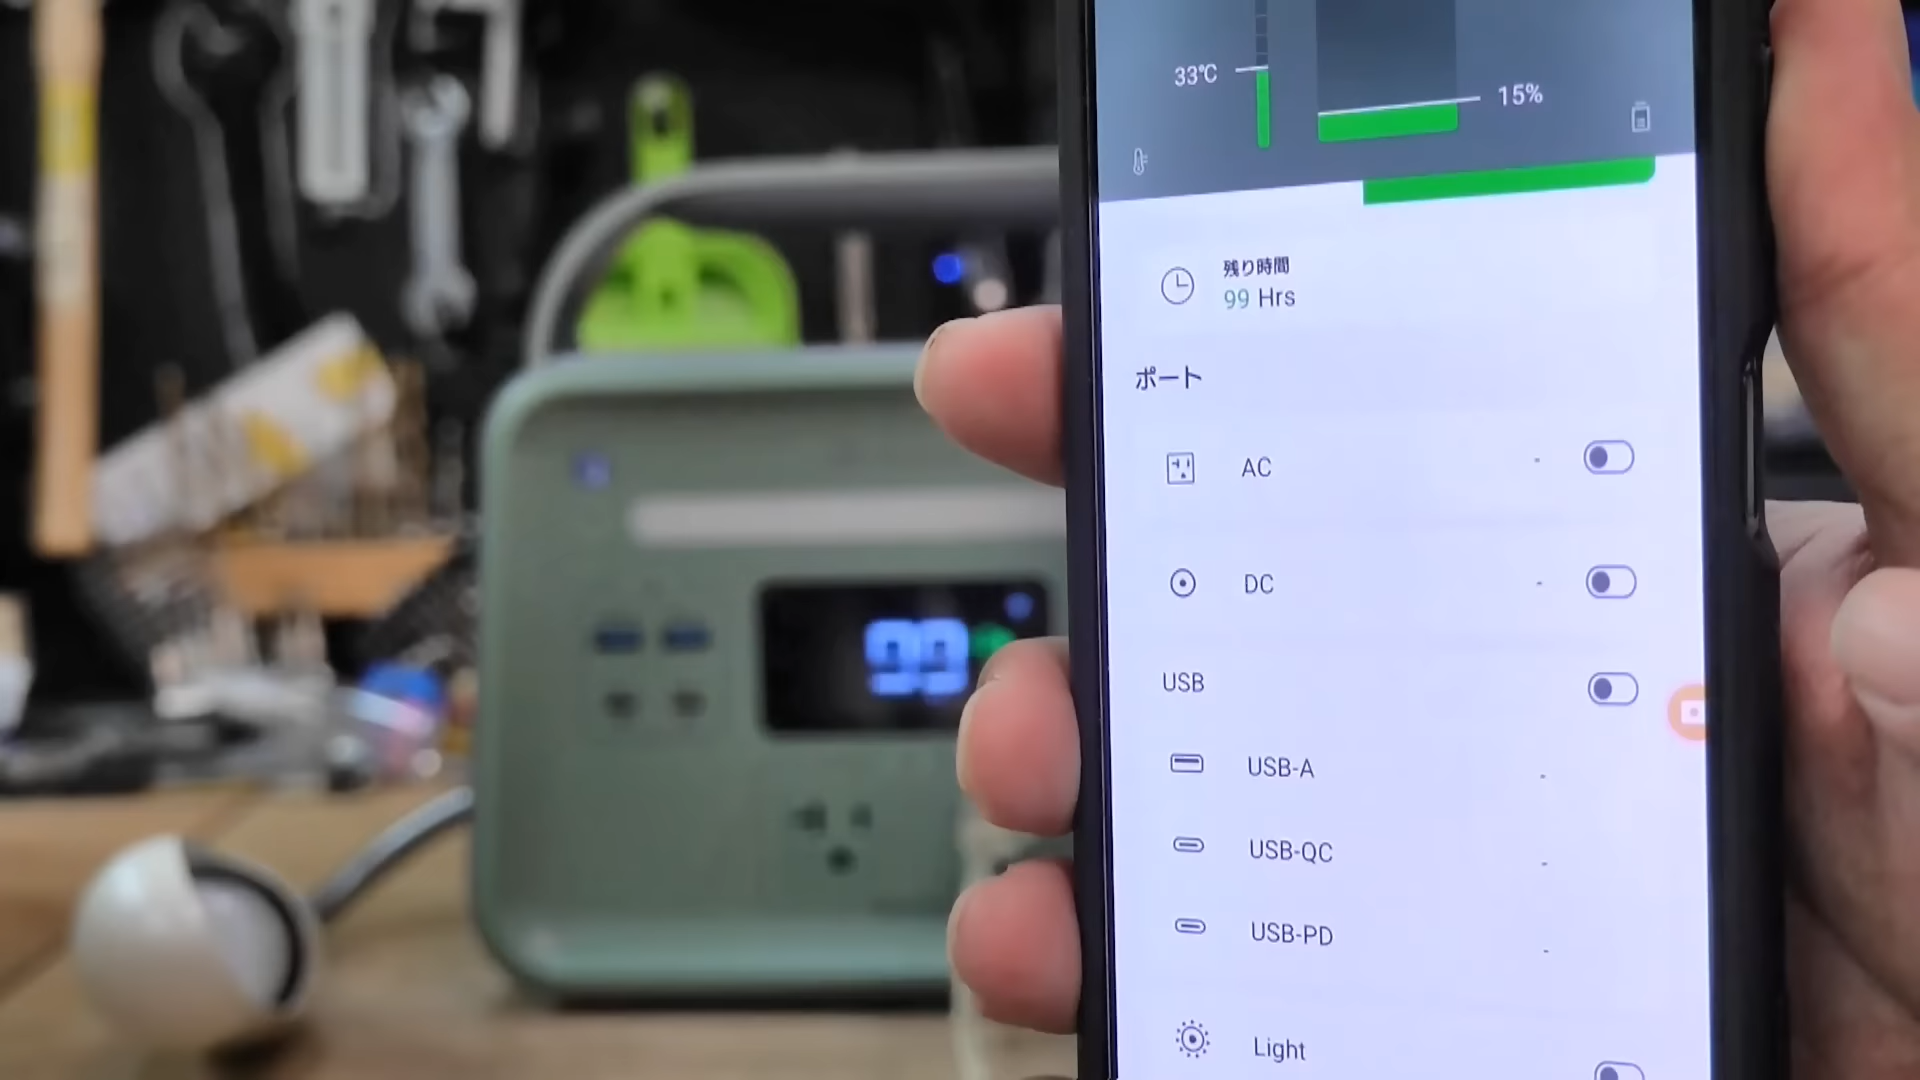 33℃
15%
残り時間
99 Hrs
ポート
AC -
DC -
USB
USB-A -
USB-QC -
USB-PD -
Light
99